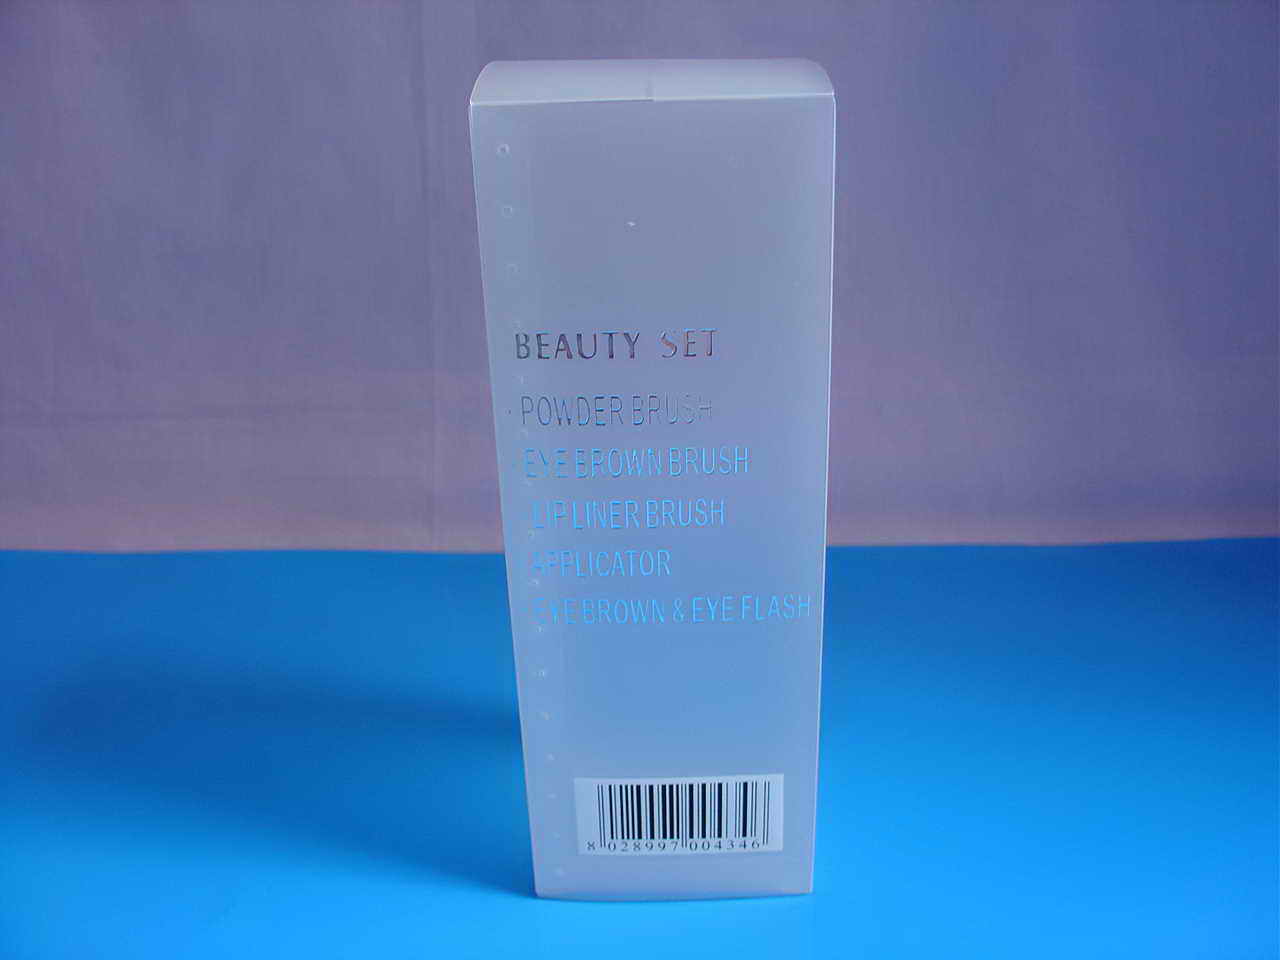 BEAUTY SET
· POWDER BRUSH
· EYE BROWN BRUSH
· LIP LINER BRUSH
· APPLICATOR
· EYE BROWN & EYE FLASH
8 028997 004346